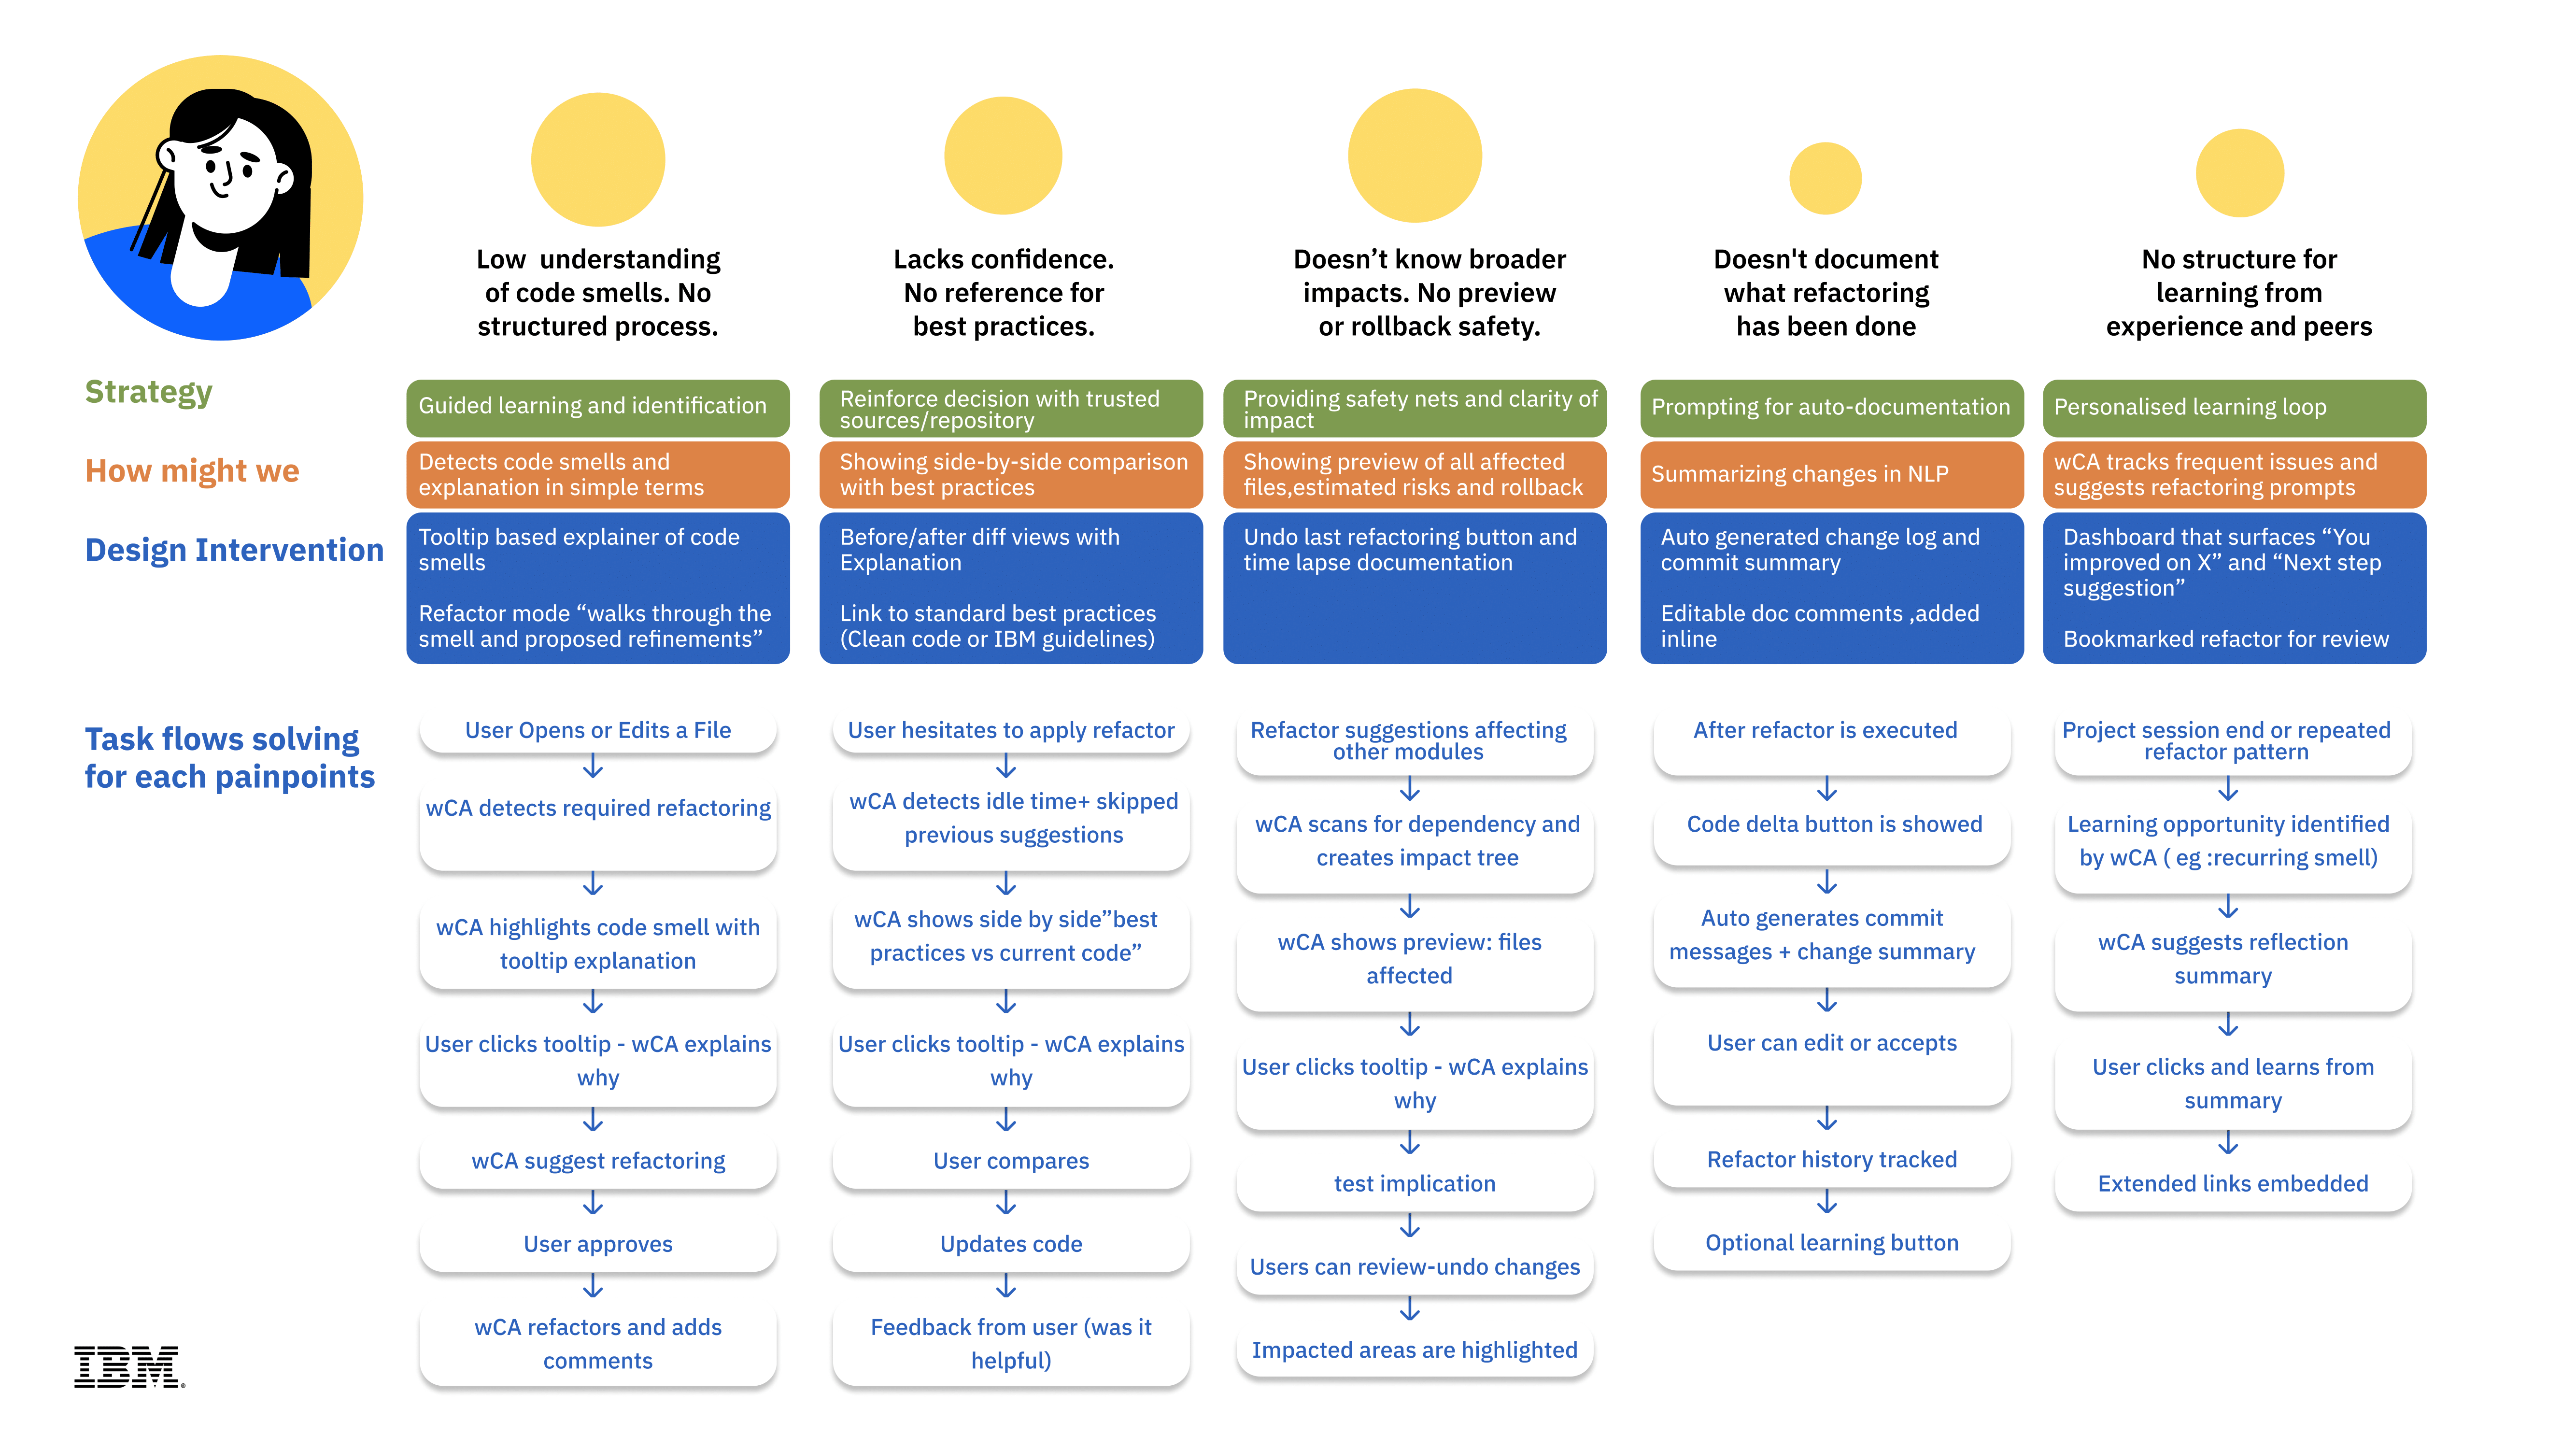 Low  understanding
of code smells. No
structured process.
Lacks confidence.
No reference for
best practices.
Doesn’t know broader
impacts. No preview
or rollback safety.
Doesn't document
what refactoring
has been done
No structure for
learning from
experience and peers
Strategy
Guided learning and identification
Reinforce decision with trusted
sources/repository
Providing safety nets and clarity of
impact
Prompting for auto-documentation
Personalised learning loop
How might we
Detects code smells and
explanation in simple terms
Showing side-by-side comparison
with best practices
Showing preview of all affected
files,estimated risks and rollback
Summarizing changes in NLP
wCA tracks frequent issues and
suggests refactoring prompts
Design Intervention
Tooltip based explainer of code
smells
Refactor mode “walks through the
smell and proposed refinements”
Before/after diff views with
Explanation
Link to standard best practices
(Clean code or IBM guidelines)
Undo last refactoring button and
time lapse documentation
Auto generated change log and
commit summary
Editable doc comments ,added
inline
Dashboard that surfaces “You
improved on X” and “Next step
suggestion”
Bookmarked refactor for review
Task flows solving
for each painpoints
User Opens or Edits a File
wCA detects required refactoring
wCA highlights code smell with
tooltip explanation
User clicks tooltip - wCA explains
why
wCA suggest refactoring
User approves
wCA refactors and adds
comments
User hesitates to apply refactor
wCA detects idle time+ skipped
previous suggestions
wCA shows side by side”best
practices vs current code”
User clicks tooltip - wCA explains
why
User compares
Updates code
Feedback from user (was it
helpful)
Refactor suggestions affecting
other modules
wCA scans for dependency and
creates impact tree
wCA shows preview: files
affected
User clicks tooltip - wCA explains
why
test implication
Users can review-undo changes
Impacted areas are highlighted
After refactor is executed
Code delta button is showed
Auto generates commit
messages + change summary
User can edit or accepts
Refactor history tracked
Optional learning button
Project session end or repeated
refactor pattern
Learning opportunity identified
by wCA ( eg :recurring smell)
wCA suggests reflection
summary
User clicks and learns from
summary
Extended links embedded
IBM®